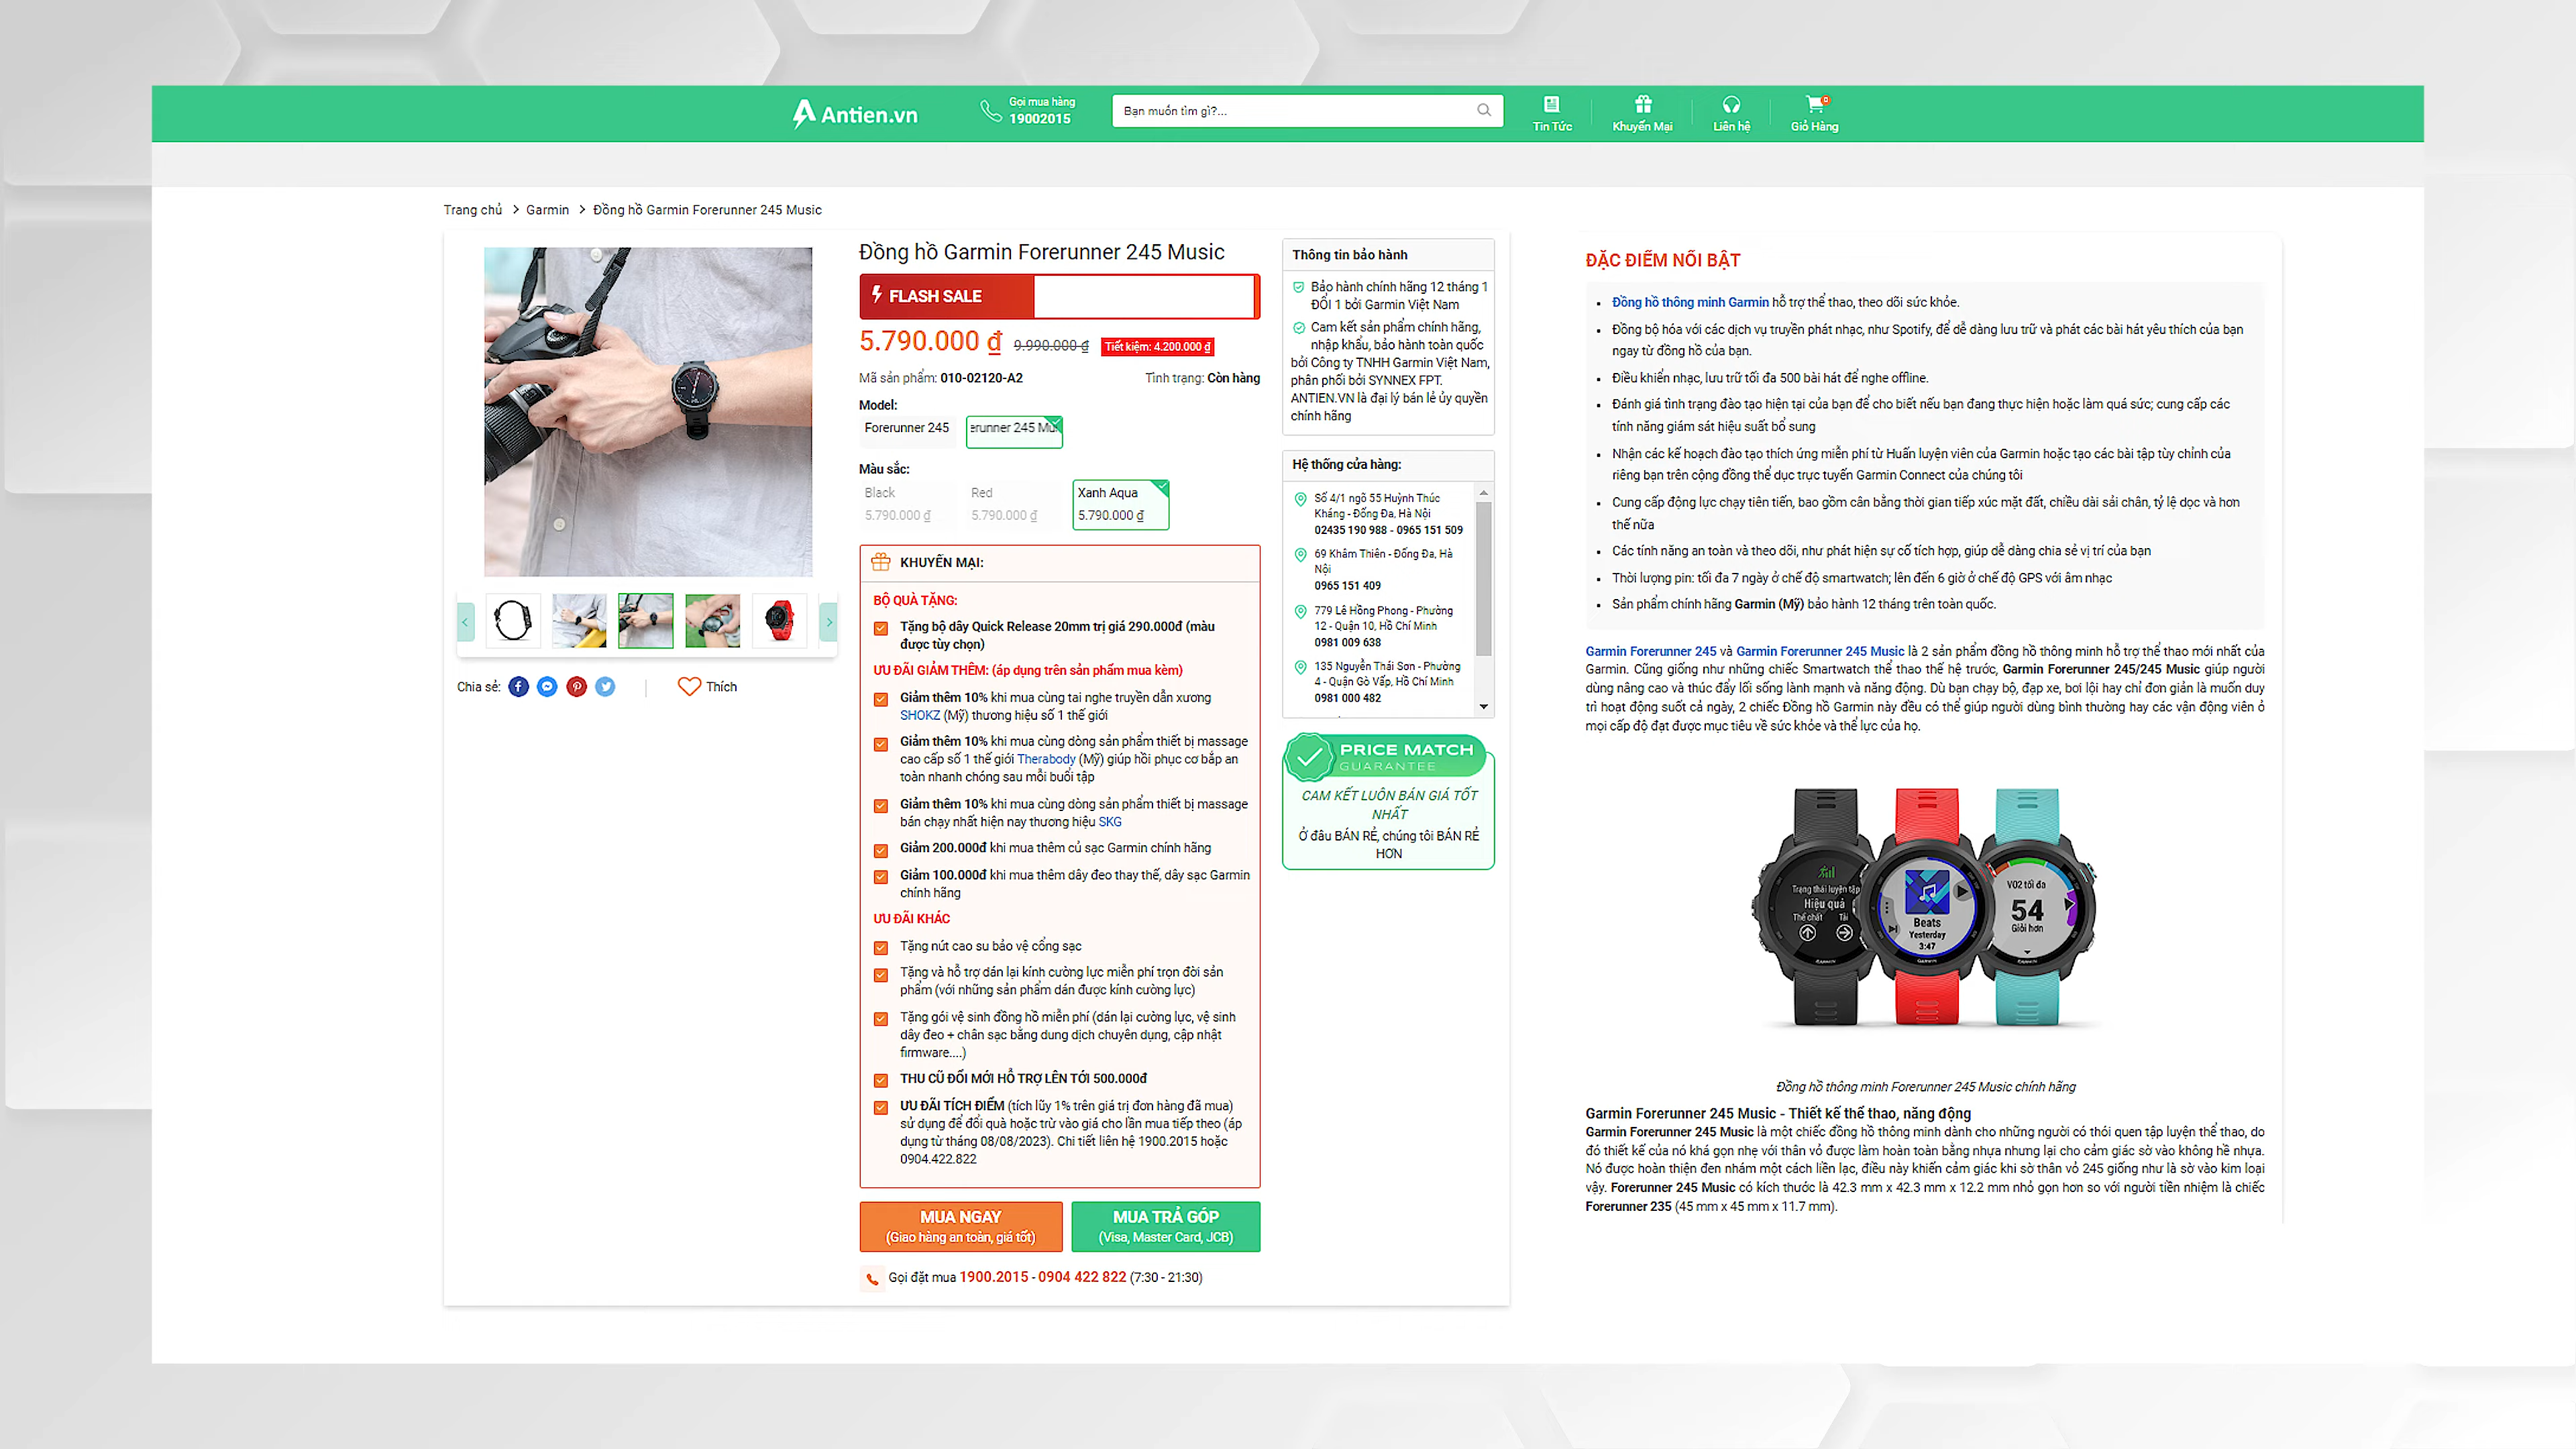 Antien.vn
Gọi mua hàng
19002015
Bạn muốn tìm gì?...
Tin Tức
Khuyến Mại
Liên hệ
0
Giỏ Hàng
Trang chủ > Garmin > Đồng hồ Garmin Forerunner 245 Music
Đồng hồ Garmin Forerunner 245 Music
FLASH SALE
5.790.000 ₫ 9.990.000 ₫ Tiết kiệm: 4.200.000 ₫
Mã sản phẩm: 010-02120-A2 Tình trạng: Còn hàng
Model:
Forerunner 245
erunner 245 Mu
Màu sắc:
Black
5.790.000 ₫
Red
5.790.000 ₫
Xanh Aqua
5.790.000 ₫
KHUYẾN MẠI:
BỘ QUÀ TẶNG:
Tặng bộ dây Quick Release 20mm trị giá 290.000đ (màu
được tùy chọn)
ƯU ĐÃI GIẢM THÊM: (áp dụng trên sản phẩm mua kèm)
Giảm thêm 10% khi mua cùng tai nghe truyền dẫn xương
SHOKZ (Mỹ) thương hiệu số 1 thế giới
Giảm thêm 10% khi mua cùng dòng sản phẩm thiết bị massage
cao cấp số 1 thế giới Therabody (Mỹ) giúp hồi phục cơ bắp an
toàn nhanh chóng sau mỗi buổi tập
Giảm thêm 10% khi mua cùng dòng sản phẩm thiết bị massage
bán chạy nhất hiện nay thương hiệu SKG
Giảm 200.000đ khi mua thêm củ sạc Garmin chính hãng
Giảm 100.000đ khi mua thêm dây đeo thay thế, dây sạc Garmin
chính hãng
ƯU ĐÃI KHÁC
Tặng nút cao su bảo vệ cổng sạc
Tặng và hỗ trợ dán lại kính cường lực miễn phí trọn đời sản
phẩm (với những sản phẩm dán được kính cường lực)
Tặng gói vệ sinh đồng hồ miễn phí (dán lại cường lực, vệ sinh
dây đeo + chân sạc bằng dung dịch chuyên dụng, cập nhật
firmware....)
THU CŨ ĐỔI MỚI HỖ TRỢ LÊN TỚI 500.000đ
ƯU ĐÃI TÍCH ĐIỂM (tích lũy 1% trên giá trị đơn hàng đã mua)
sử dụng để đổi quà hoặc trừ vào giá cho lần mua tiếp theo (áp
dụng từ tháng 08/08/2023). Chi tiết liên hệ 1900.2015 hoặc
0904.422.822
MUA NGAY
(Giao hàng an toàn, giá tốt)
MUA TRẢ GÓP
(Visa, Master Card, JCB)
Gọi đặt mua 1900.2015 - 0904 422 822 (7:30 - 21:30)
Chia sẻ:
Thích
Thông tin bảo hành
Bảo hành chính hãng 12 tháng 1
ĐỔI 1 bởi Garmin Việt Nam
Cam kết sản phẩm chính hãng,
nhập khẩu, bảo hành toàn quốc
bởi Công ty TNHH Garmin Việt Nam,
phân phối bởi SYNNEX FPT.
ANTIEN.VN là đại lý bán lẻ ủy quyền
chính hãng
Hệ thống cửa hàng:
Số 4/1 ngõ 55 Huỳnh Thúc
Kháng - Đống Đa, Hà Nội
02435 190 988 - 0965 151 509
69 Khâm Thiên - Đống Đa, Hà
Nội
0965 151 409
779 Lê Hồng Phong - Phường
12 - Quận 10, Hồ Chí Minh
0981 009 638
135 Nguyễn Thái Sơn - Phường
4 - Quận Gò Vấp, Hồ Chí Minh
0981 000 482
PRICE MATCH
GUARANTEE
CAM KẾT LUÔN BÁN GIÁ TỐT
NHẤT
Ở đâu BÁN RẺ, chúng tôi BÁN RẺ
HƠN
ĐẶC ĐIỂM NỔI BẬT
Đồng hồ thông minh Garmin hỗ trợ thể thao, theo dõi sức khỏe.
Đồng bộ hóa với các dịch vụ truyền phát nhạc, như Spotify, để dễ dàng lưu trữ và phát các bài hát yêu thích của bạn
ngay từ đồng hồ của bạn.
Điều khiển nhạc, lưu trữ tối đa 500 bài hát để nghe offline.
Đánh giá tình trạng đào tạo hiện tại của bạn để cho biết nếu bạn đang thực hiện hoặc làm quá sức; cung cấp các
tính năng giám sát hiệu suất bổ sung
Nhận các kế hoạch đào tạo thích ứng miễn phí từ Huấn luyện viên của Garmin hoặc tạo các bài tập tùy chỉnh của
riêng bạn trên cộng đồng thể dục trực tuyến Garmin Connect của chúng tôi
Cung cấp động lực chạy tiên tiến, bao gồm cân bằng thời gian tiếp xúc mặt đất, chiều dài sải chân, tỷ lệ dọc và hơn
thế nữa
Các tính năng an toàn và theo dõi, như phát hiện sự cố tích hợp, giúp dễ dàng chia sẻ vị trí của bạn
Thời lượng pin: tối đa 7 ngày ở chế độ smartwatch; lên đến 6 giờ ở chế độ GPS với âm nhạc
Sản phẩm chính hãng Garmin (Mỹ) bảo hành 12 tháng trên toàn quốc.
Garmin Forerunner 245 và Garmin Forerunner 245 Music là 2 sản phẩm đồng hồ thông minh hỗ trợ thể thao mới nhất của
Garmin. Cũng giống như những chiếc Smartwatch thể thao thế hệ trước, Garmin Forerunner 245/245 Music giúp người
dùng nâng cao và thúc đẩy lối sống lành mạnh và năng động. Dù bạn chạy bộ, đạp xe, bơi lội hay chỉ đơn giản là muốn duy
trì hoạt động suốt cả ngày, 2 chiếc Đồng hồ Garmin này đều có thể giúp người dùng bình thường hay các vận động viên ở
mọi cấp độ đạt được mục tiêu về sức khỏe và thể lực của họ.
Trạng thái luyện tập
Hiệu quả
Thể chất Tải
Beats
Yesterday
3:47
VO2 tối đa
54
Giỏi hơn
Đồng hồ thông minh Forerunner 245 Music chính hãng
Garmin Forerunner 245 Music - Thiết kế thể thao, năng động
Garmin Forerunner 245 Music là một chiếc đồng hồ thông minh dành cho những người có thói quen tập luyện thể thao, do
đó thiết kế của nó khá gọn nhẹ với thân vỏ được làm hoàn toàn bằng nhựa nhưng lại cho cảm giác sờ vào không hề nhựa.
Nó được hoàn thiện đen nhám một cách liền lạc, điều này khiến cảm giác khi sờ thân vỏ 245 giống như là sờ vào kim loại
vậy. Forerunner 245 Music có kích thước là 42.3 mm x 42.3 mm x 12.2 mm nhỏ gọn hơn so với người tiền nhiệm là chiếc
Forerunner 235 (45 mm x 45 mm x 11.7 mm).